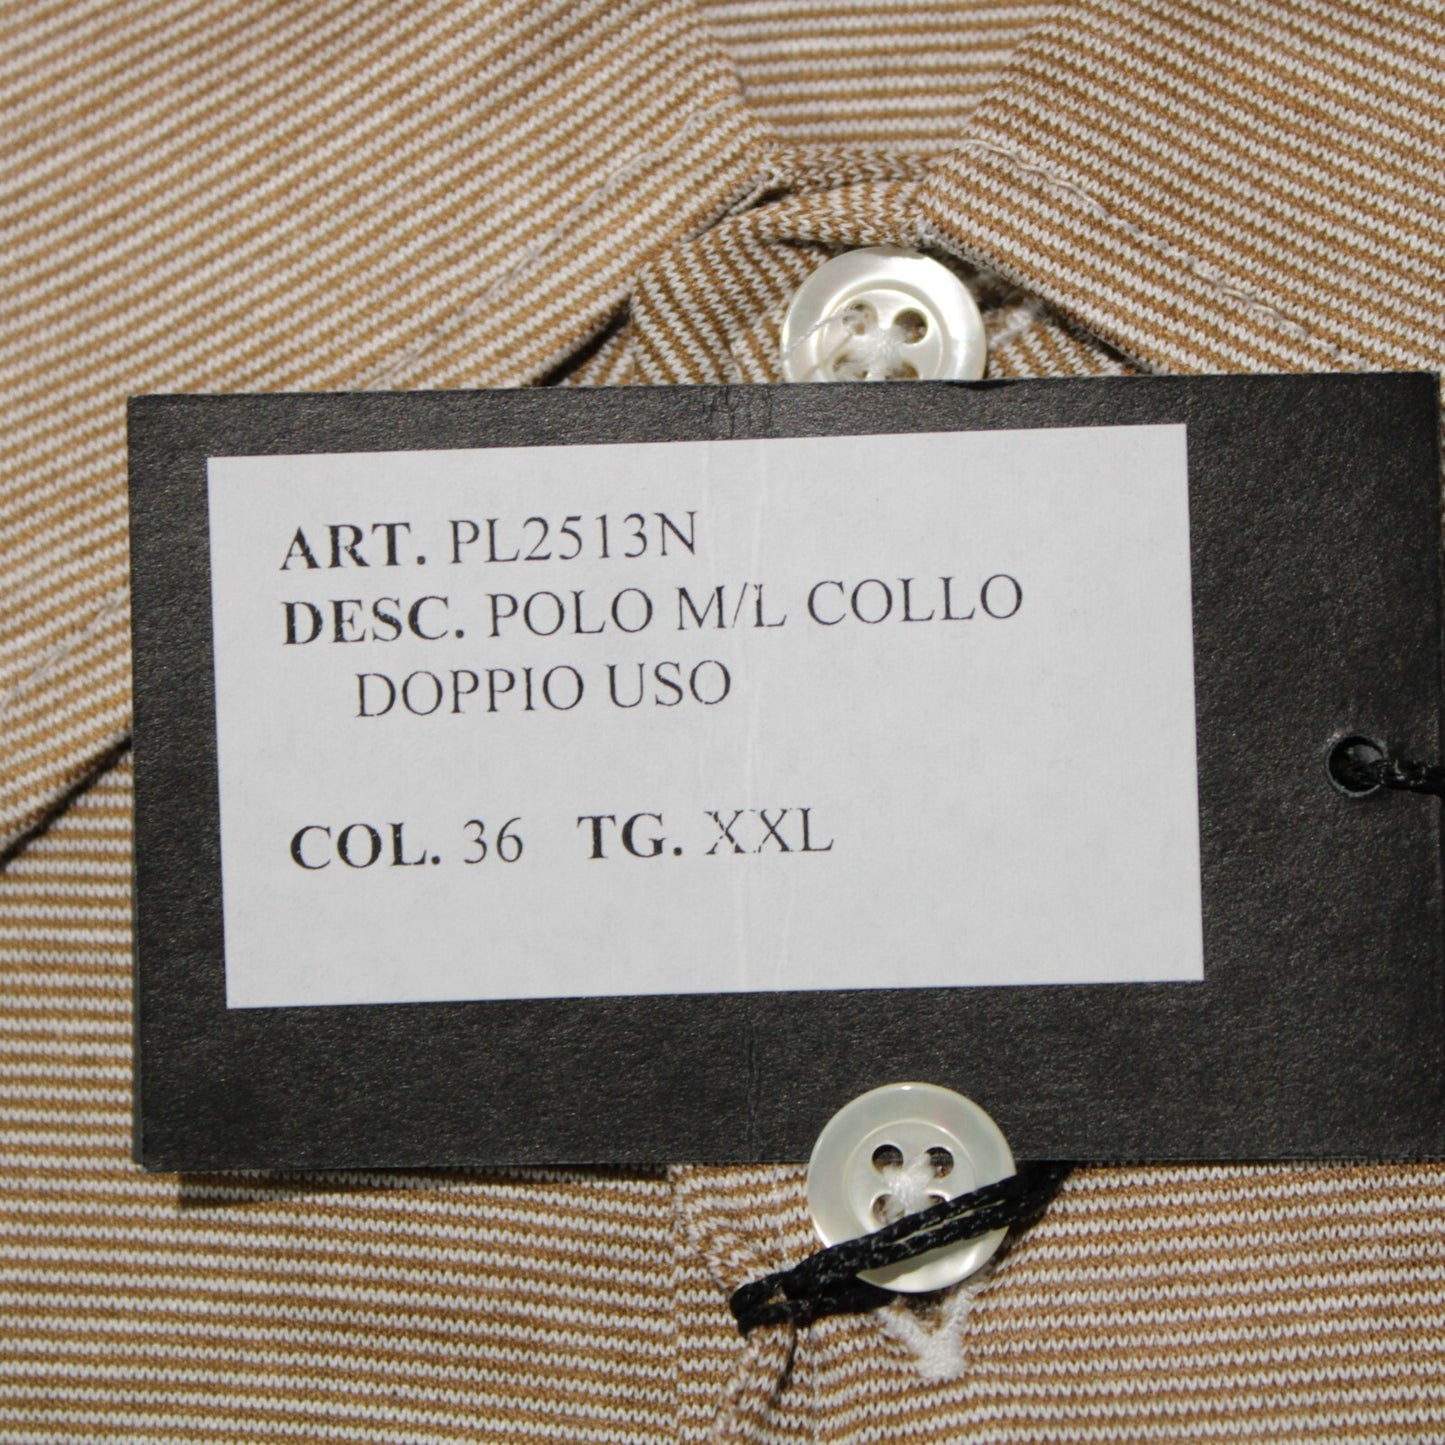 ART. PL2513N
DESC. POLO M/L COLLO
DOPPIO USO
COL. 36 TG. XXL